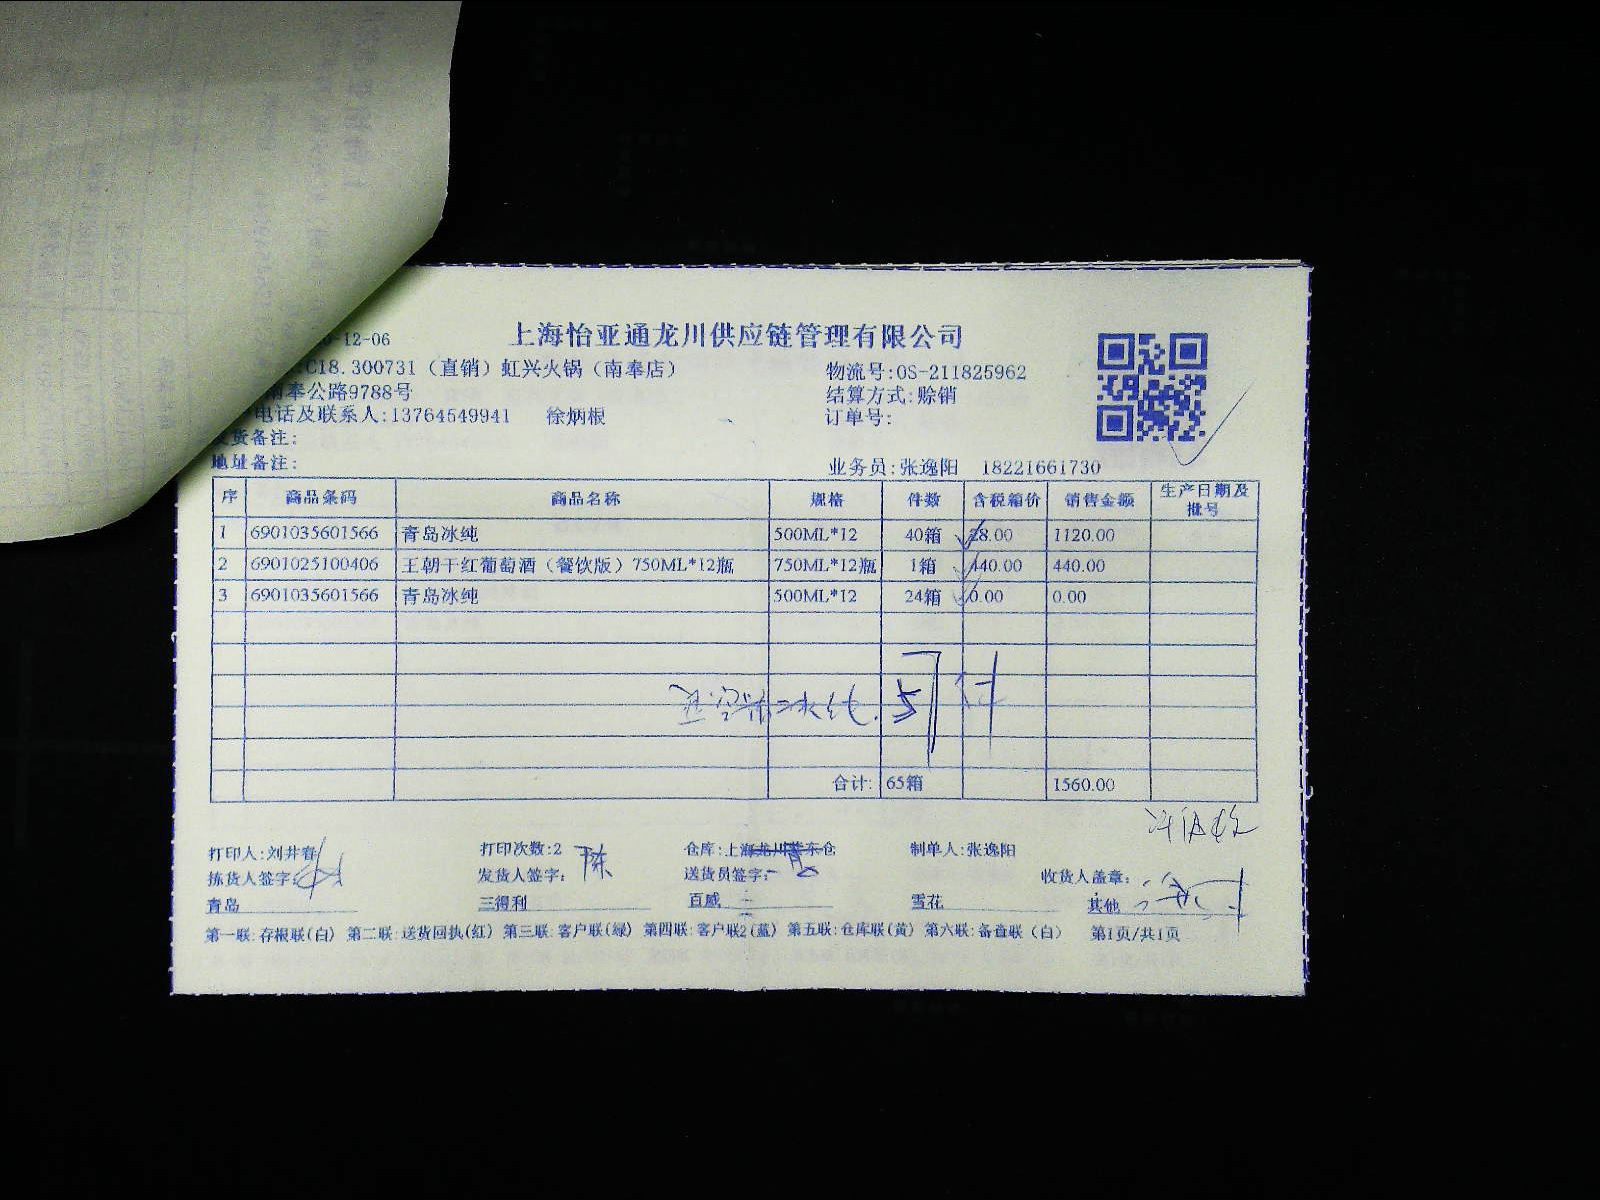 -12-06
上海怡亚通龙川供应链管理有限公司
C18.300731（直销）虹兴火锅（南奉店）
物流号:OS-211825962
南奉公路9788号
结算方式:赊销
电话及联系人:13764549941 徐炳根
订单号:
货备注:
地址备注:
业务员:张逸阳 18221661730
序 商品条码 商品名称 规格 件数 含税箱价 销售金额 生产日期及批号
1 6901035601566 青岛冰纯 500ML*12 40箱 28.00 1120.00
2 6901025100406 王朝干红葡萄酒（餐饮版）750ML*12瓶 750ML*12瓶 1箱 440.00 440.00
3 6901035601566 青岛冰纯 500ML*12 24箱 0.00 0.00
合计: 65箱 1560.00
打印人:刘井春 打印次数:2 仓库:上海龙川 东仓 制单人:张逸阳
拣货人签字: 发货人签字: 陈 送货员签字: 收货人盖章:
青岛 三得利 百威 雪花 其他
第一联:存根联(白) 第二联:送货回执(红) 第三联:客户联(绿) 第四联:客户联2(蓝) 第五联:仓库联(黄) 第六联:备查联（白） 第1页/共1页